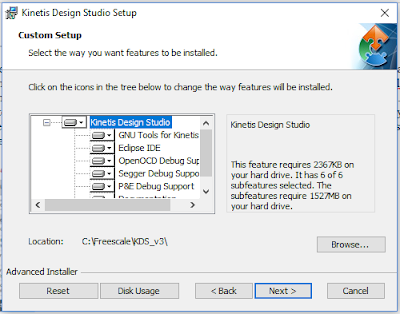 Kinetis Design Studio Setup
Custom Setup
Select the way you want features to be installed.
Click on the icons in the tree below to change the way features will be installed.
Kinetis Design Studio
GNU Tools for Kinetis
Eclipse IDE
OpenOCD Debug Sup
Segger Debug Support
P&E Debug Support
Kinetis Design Studio
This feature requires 2367KB on
your hard drive. It has 6 of 6
subfeatures selected. The
subfeatures require 1527MB on
your hard drive.
Location: C:\Freescale\KDS_v3\
Browse...
Advanced Installer
Reset
Disk Usage
< Back
Next >
Cancel